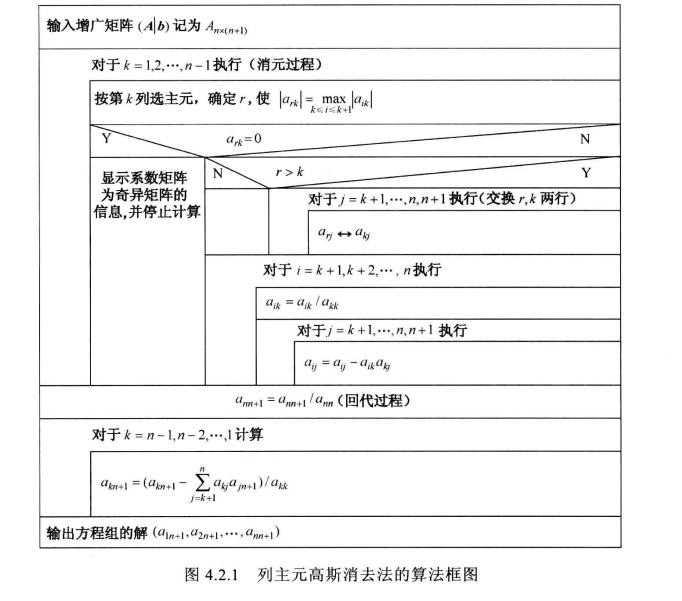 输入增广矩阵 (A|b) 记为 Aₙₓ₍ₙ₊₁₎
对于 k = 1,2,⋯,n−1执行（消元过程）
按第 k 列选主元，确定 r，使 |a_{rk}| = max_{k≤i≤k+1} |a_{ik}|
Y a_{rk}=0 N
显示系数矩阵
为奇异矩阵的
信息,并停止计算
N r > k Y
对于 j = k+1,⋯,n,n+1 执行(交换 r,k 两行)
a_{rj} ↔ a_{kj}
对于 i = k+1,k+2,⋯, n执行
a_{ik} = a_{ik} / a_{kk}
对于 j = k+1,⋯,n,n+1 执行
a_{ij} = a_{ij} − a_{ik}a_{kj}
a_{nn+1} = a_{nn+1} / a_{nn} (回代过程)
对于 k = n−1,n−2,⋯,1计算
a_{kn+1} = (a_{kn+1} − ∑_{j=k+1}^{n} a_{kj}a_{jn+1}) / a_{kk}
输出方程组的解 (a_{1n+1},a_{2n+1},⋯,a_{nn+1})
图 4.2.1 列主元高斯消去法的算法框图